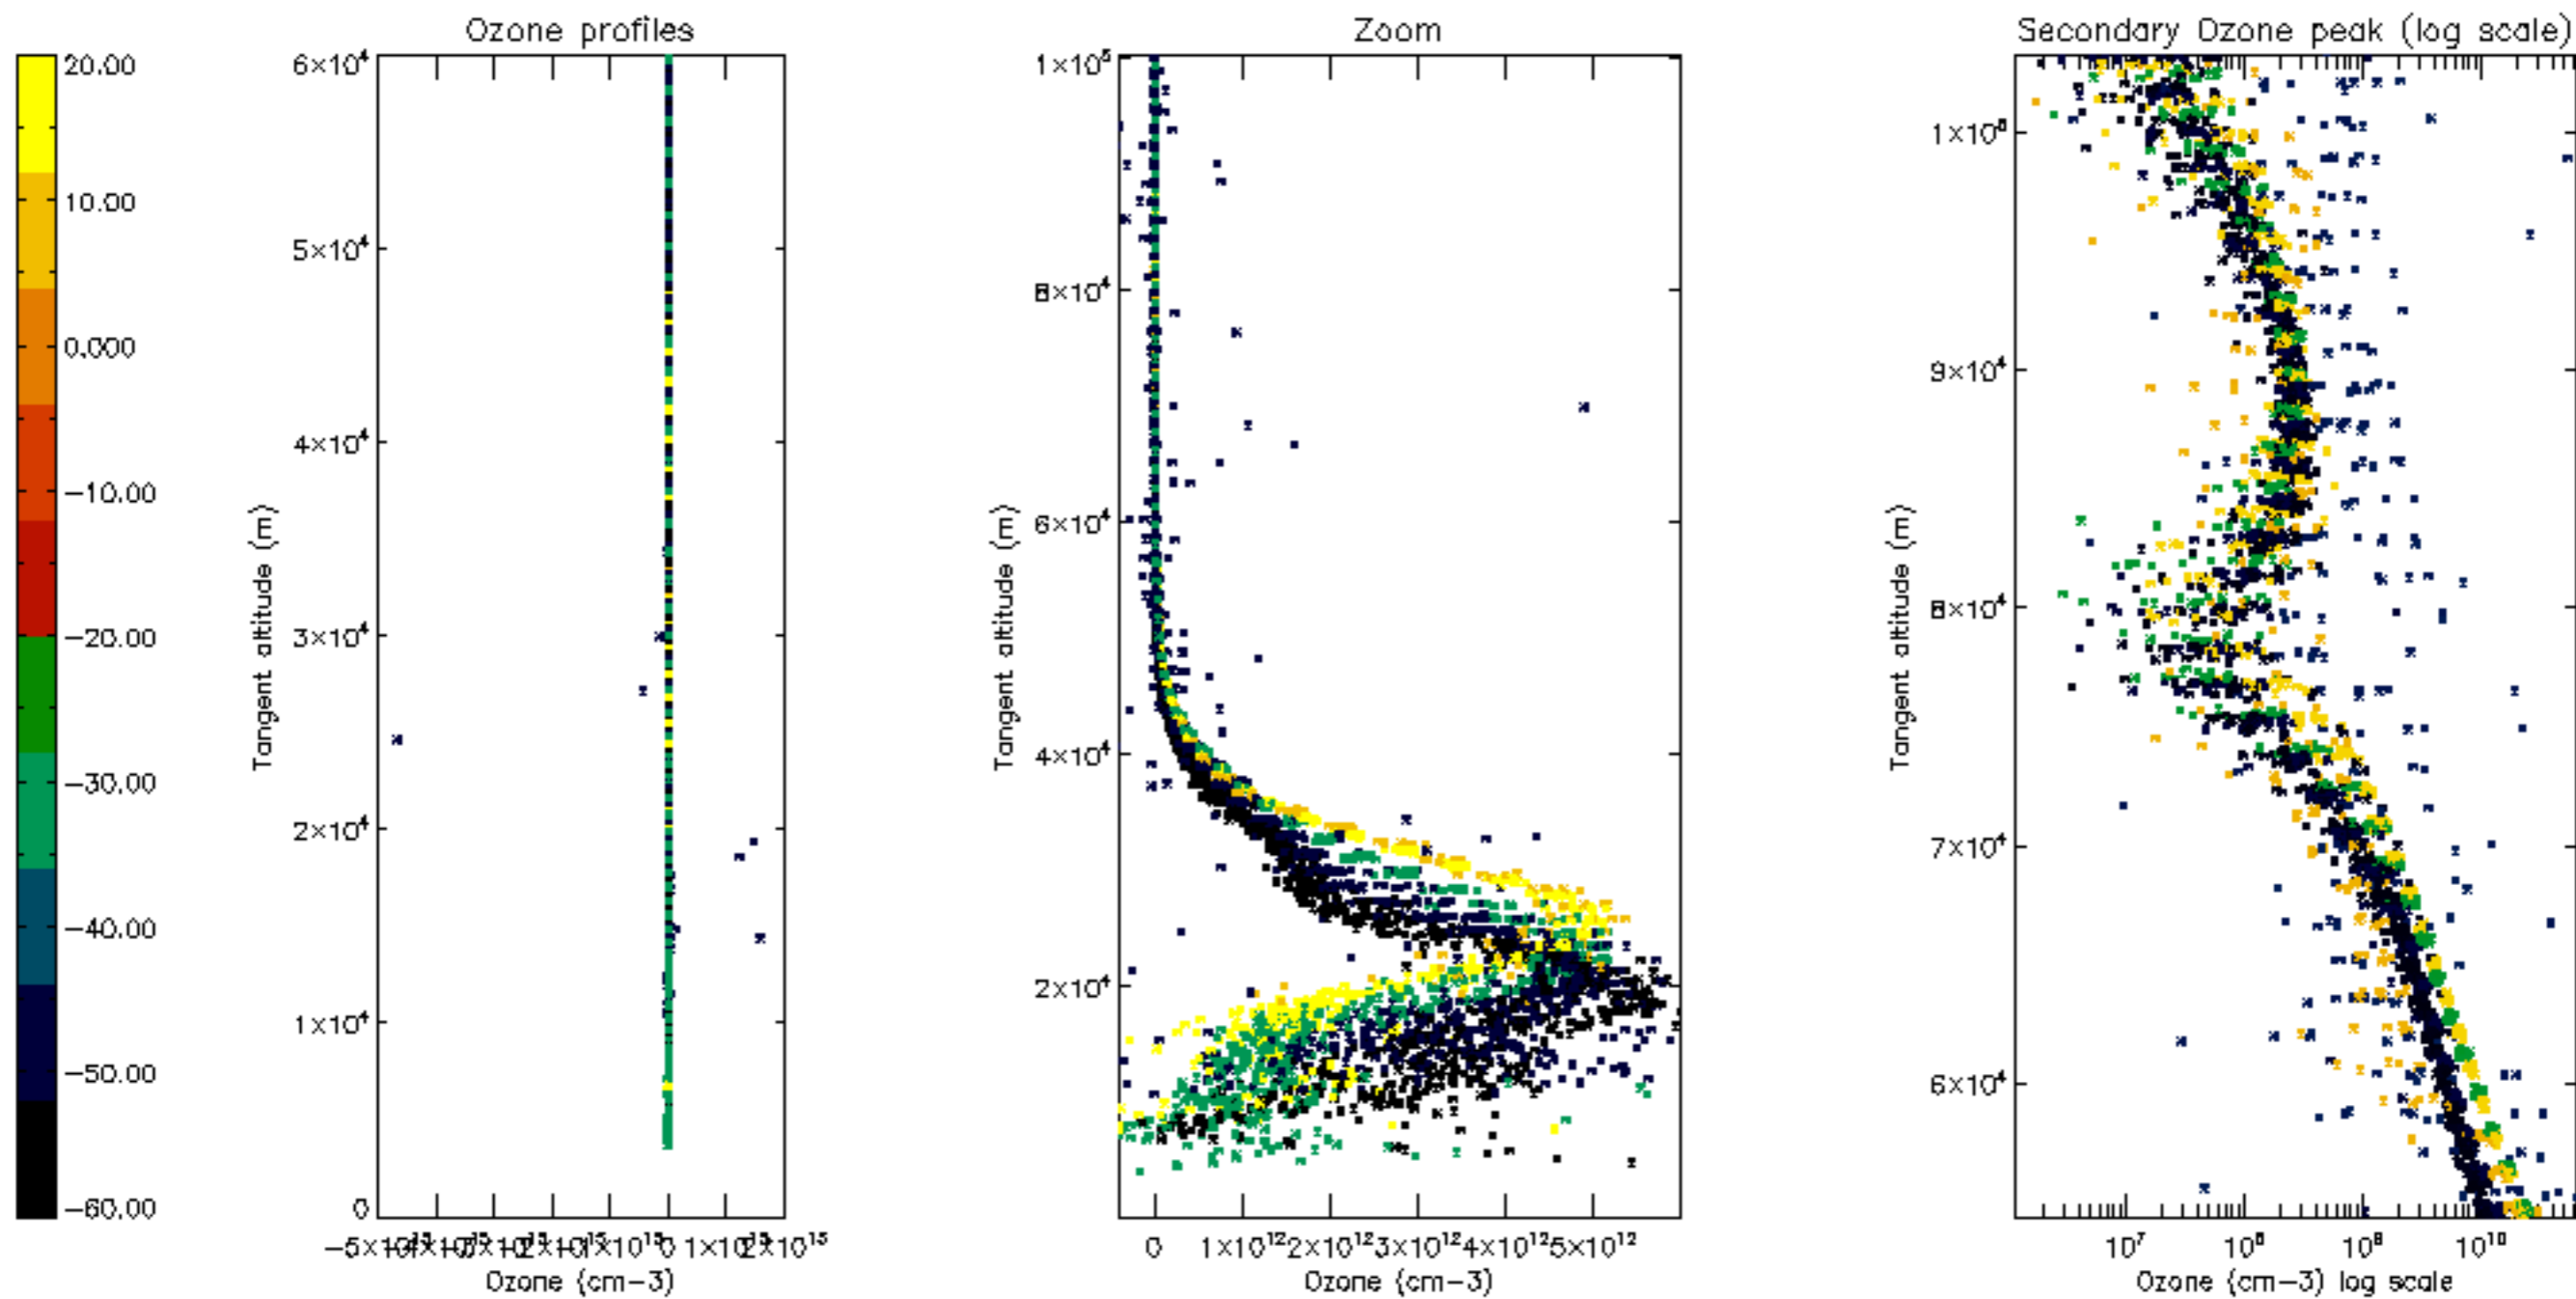 Ozone profiles
Zoom
Secondary Ozone peak (log scale)
20.00
10.00
0.000
−10.00
−20.00
−30.00
−40.00
−50.00
−60.00
6×10⁴
5×10⁴
4×10⁴
3×10⁴
2×10⁴
1×10⁴
0
Tangent altitude (m)
0 1×10¹⁵ 2×10¹⁵
Ozone (cm−3)
1×10⁵
8×10⁴
6×10⁴
4×10⁴
2×10⁴
Tangent altitude (m)
0 1×10¹² 2×10¹² 3×10¹² 4×10¹² 5×10¹²
Ozone (cm−3)
9×10⁴
8×10⁴
7×10⁴
6×10⁴
Tangent altitude (m)
10⁷ 10⁸ 10⁹ 10¹⁰
Ozone (cm−3) log scale